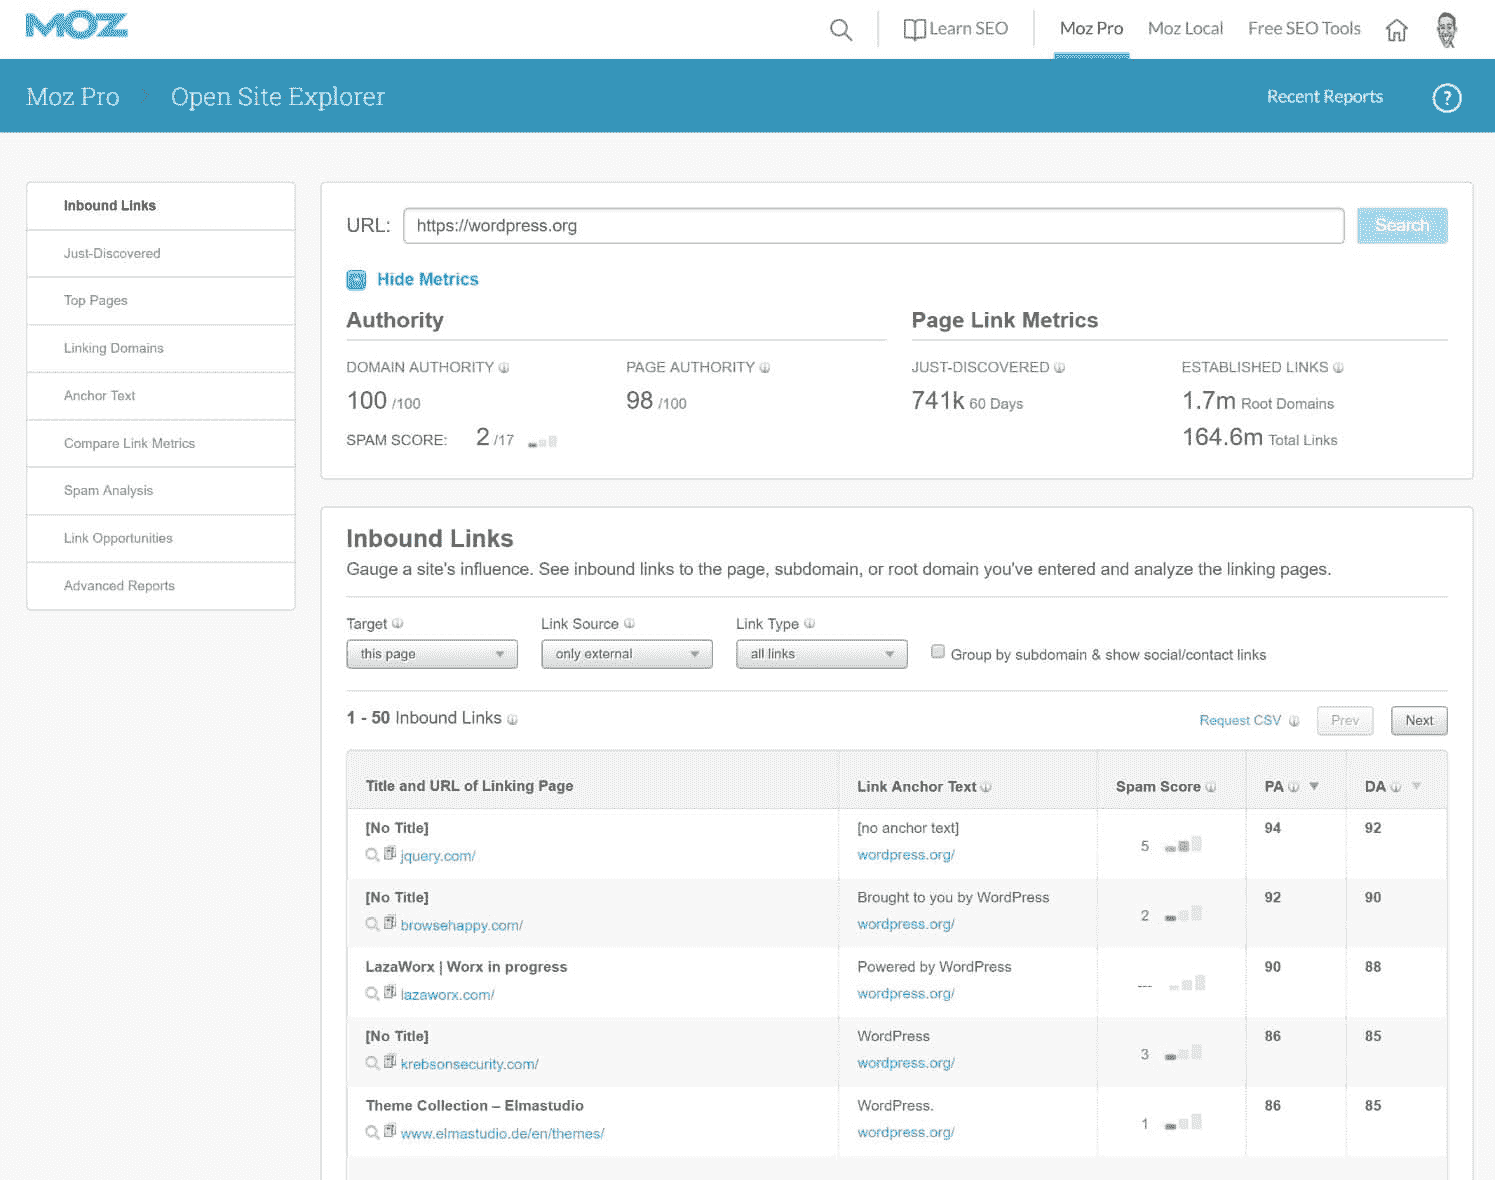 MOZ
Learn SEO
Moz Pro
Moz Local
Free SEO Tools
Moz Pro
Open Site Explorer
Recent Reports
?
Inbound Links
Just-Discovered
Top Pages
Linking Domains
Anchor Text
Compare Link Metrics
Spam Analysis
Link Opportunities
Advanced Reports
URL:
https://wordpress.org
Search
Hide Metrics
Authority
DOMAIN AUTHORITY
PAGE AUTHORITY
100 /100
98 /100
SPAM SCORE: 2 /17
Page Link Metrics
JUST-DISCOVERED
ESTABLISHED LINKS
741k 60 Days
1.7m Root Domains
164.6m Total Links
Inbound Links
Gauge a site's influence. See inbound links to the page, subdomain, or root domain you've entered and analyze the linking pages.
Target
Link Source
Link Type
this page
only external
all links
Group by subdomain & show social/contact links
1 - 50 Inbound Links
Request CSV
Prev
Next
Title and URL of Linking Page
Link Anchor Text
Spam Score
PA
DA
[No Title]
[no anchor text]
94
92
jquery.com/
wordpress.org/
5
[No Title]
Brought to you by WordPress
92
90
browsehappy.com/
wordpress.org/
2
LazaWorx | Worx in progress
Powered by WordPress
90
88
lazaworx.com/
wordpress.org/
---
[No Title]
WordPress
86
85
krebsonsecurity.com/
wordpress.org/
3
Theme Collection – Elmastudio
WordPress.
86
85
www.elmastudio.de/en/themes/
wordpress.org/
1